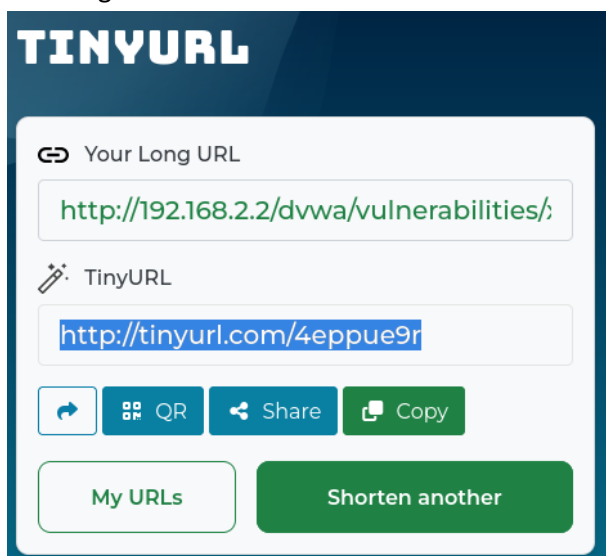 TINYURL
Your Long URL
http://192.168.2.2/dvwa/vulnerabilities/
TinyURL
http://tinyurl.com/4eppue9r
QR Share Copy
My URLs Shorten another